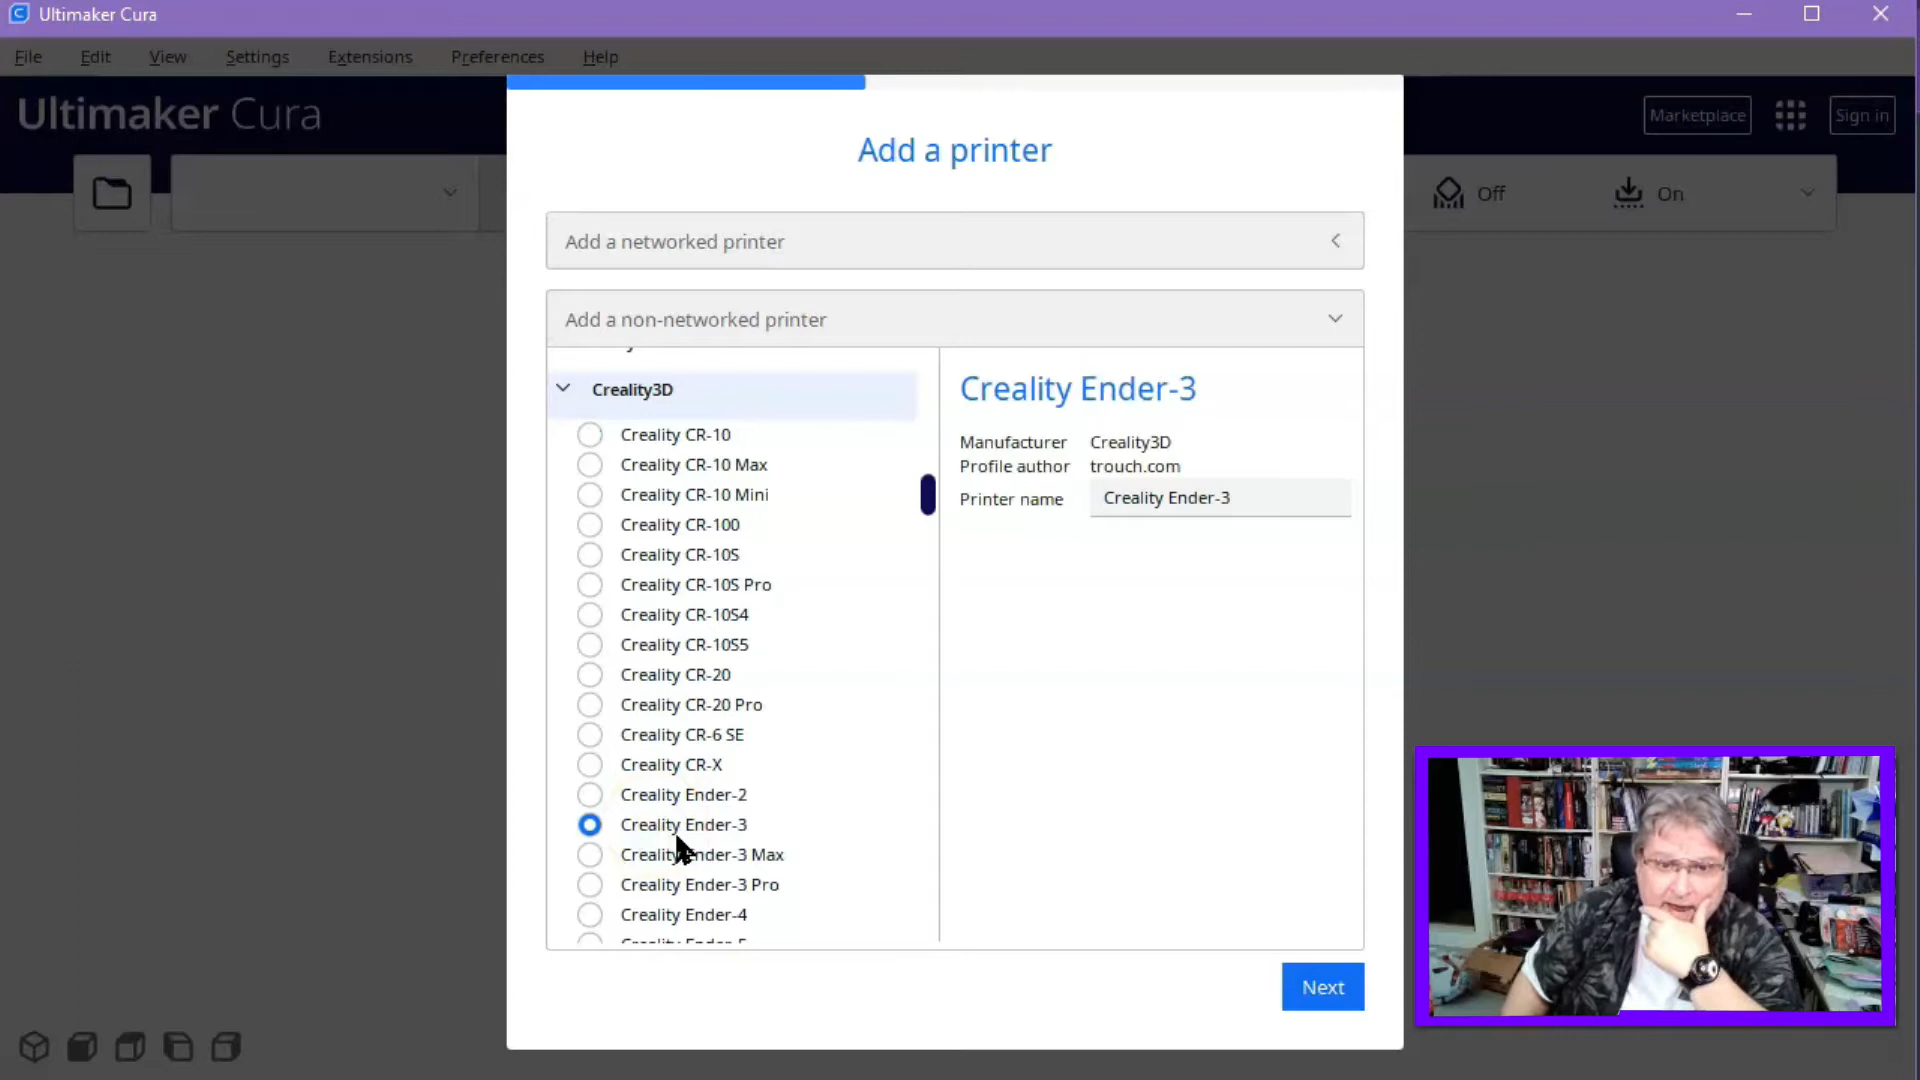 Ultimaker Cura
File Edit View Settings Extensions Preferences Help
Ultimaker Cura
Marketplace
Sign in
Add a printer
Off
On
Add a networked printer
Add a non-networked printer
Creality3D
Creality CR-10
Creality CR-10 Max
Creality CR-10 Mini
Creality CR-100
Creality CR-10S
Creality CR-10S Pro
Creality CR-10S4
Creality CR-10S5
Creality CR-20
Creality CR-20 Pro
Creality CR-6 SE
Creality CR-X
Creality Ender-2
Creality Ender-3
Creality Ender-3 Max
Creality Ender-3 Pro
Creality Ender-4
Creality Ender-3
Manufacturer Creality3D
Profile author trouch.com
Printer name Creality Ender-3
Next